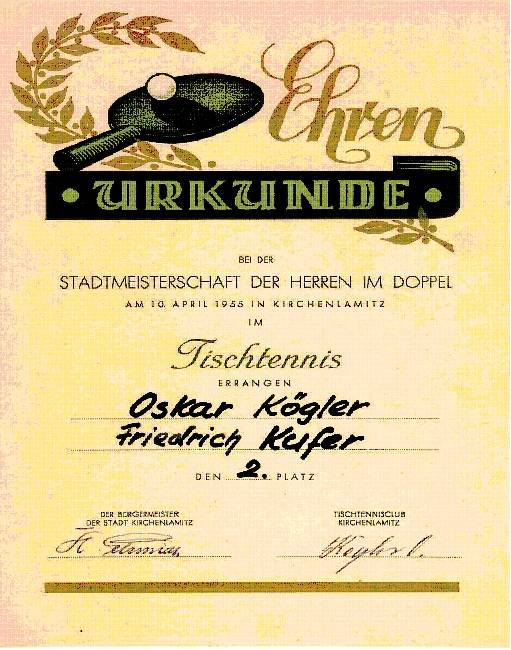 Ehren
URKUNDE
BEI DER
STADTMEISTERSCHAFT DER HERREN IM DOPPEL
AM 10. APRIL 1955 IN KIRCHENLAMITZ
IM
Tischtennis
ERRANGEN
Oskar Kögler
Friedrich Kufer
DEN 2. PLATZ
DER BÜRGERMEISTER
DER STADT KIRCHENLAMITZ
TISCHTENNISCLUB
KIRCHENLAMITZ